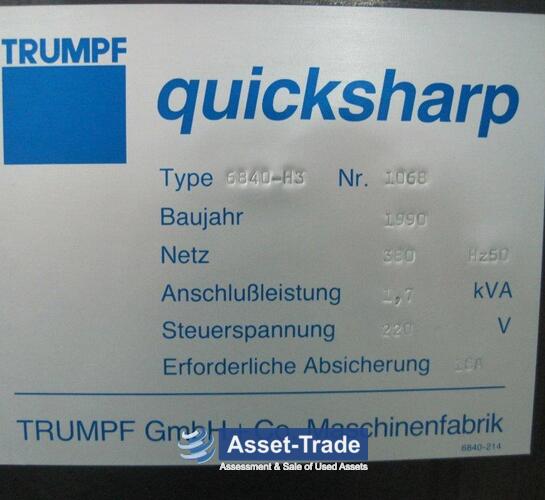 TRUMPF
quicksharp
Type 6840-H3 Nr. 1068
Baujahr 1990
Netz 380 Hz50
Anschlußleistung 1,7 kVA
Steuerspannung 220 V
Erforderliche Absicherung
TRUMPF GmbH + Co. Maschinenfabrik
6840-214
Asset-Trade
Assessment & Sale of Used Assets